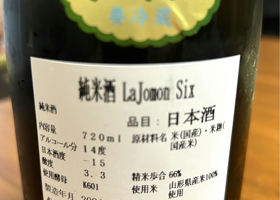 要冷蔵
純米酒 LaJomon Six
純米酒
品目：日本酒
内容量 720ml 原材料名 米(国産)・米麹(
アルコール分 14度 国産米)
日本酒度 -15
酸度 3.3 精米歩合 66%
使用酵母 K601 使用米 山形県産米100%
製造年月 使用